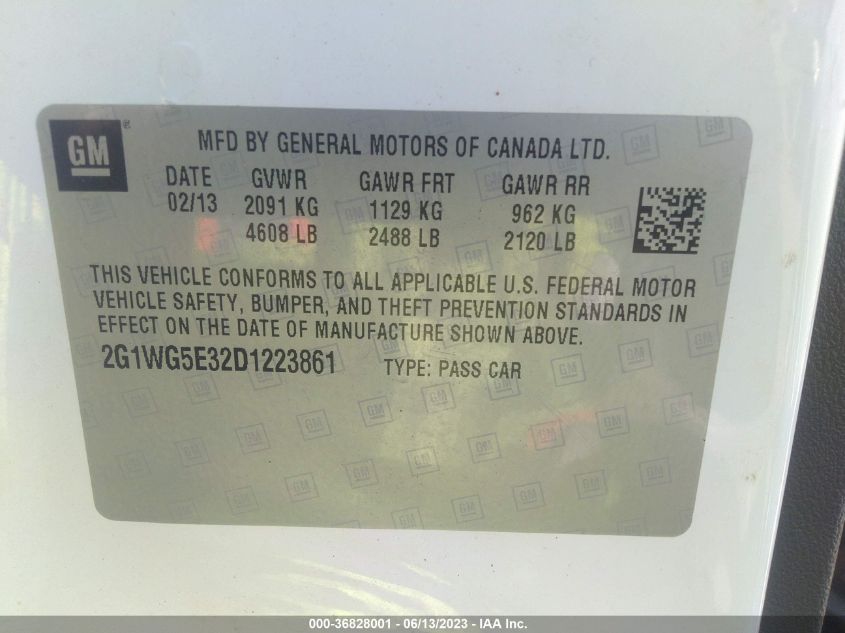 GM ®
MFD BY GENERAL MOTORS OF CANADA LTD.
DATE GVWR GAWR FRT GAWR RR
02/13 2091 KG 1129 KG 962 KG
4608 LB 2488 LB 2120 LB
THIS VEHICLE CONFORMS TO ALL APPLICABLE U.S. FEDERAL MOTOR
VEHICLE SAFETY, BUMPER, AND THEFT PREVENTION STANDARDS IN
EFFECT ON THE DATE OF MANUFACTURE SHOWN ABOVE.
2G1WG5E32D1223861 TYPE: PASS CAR
000-36828001 - 06/13/2023 - IAA Inc.